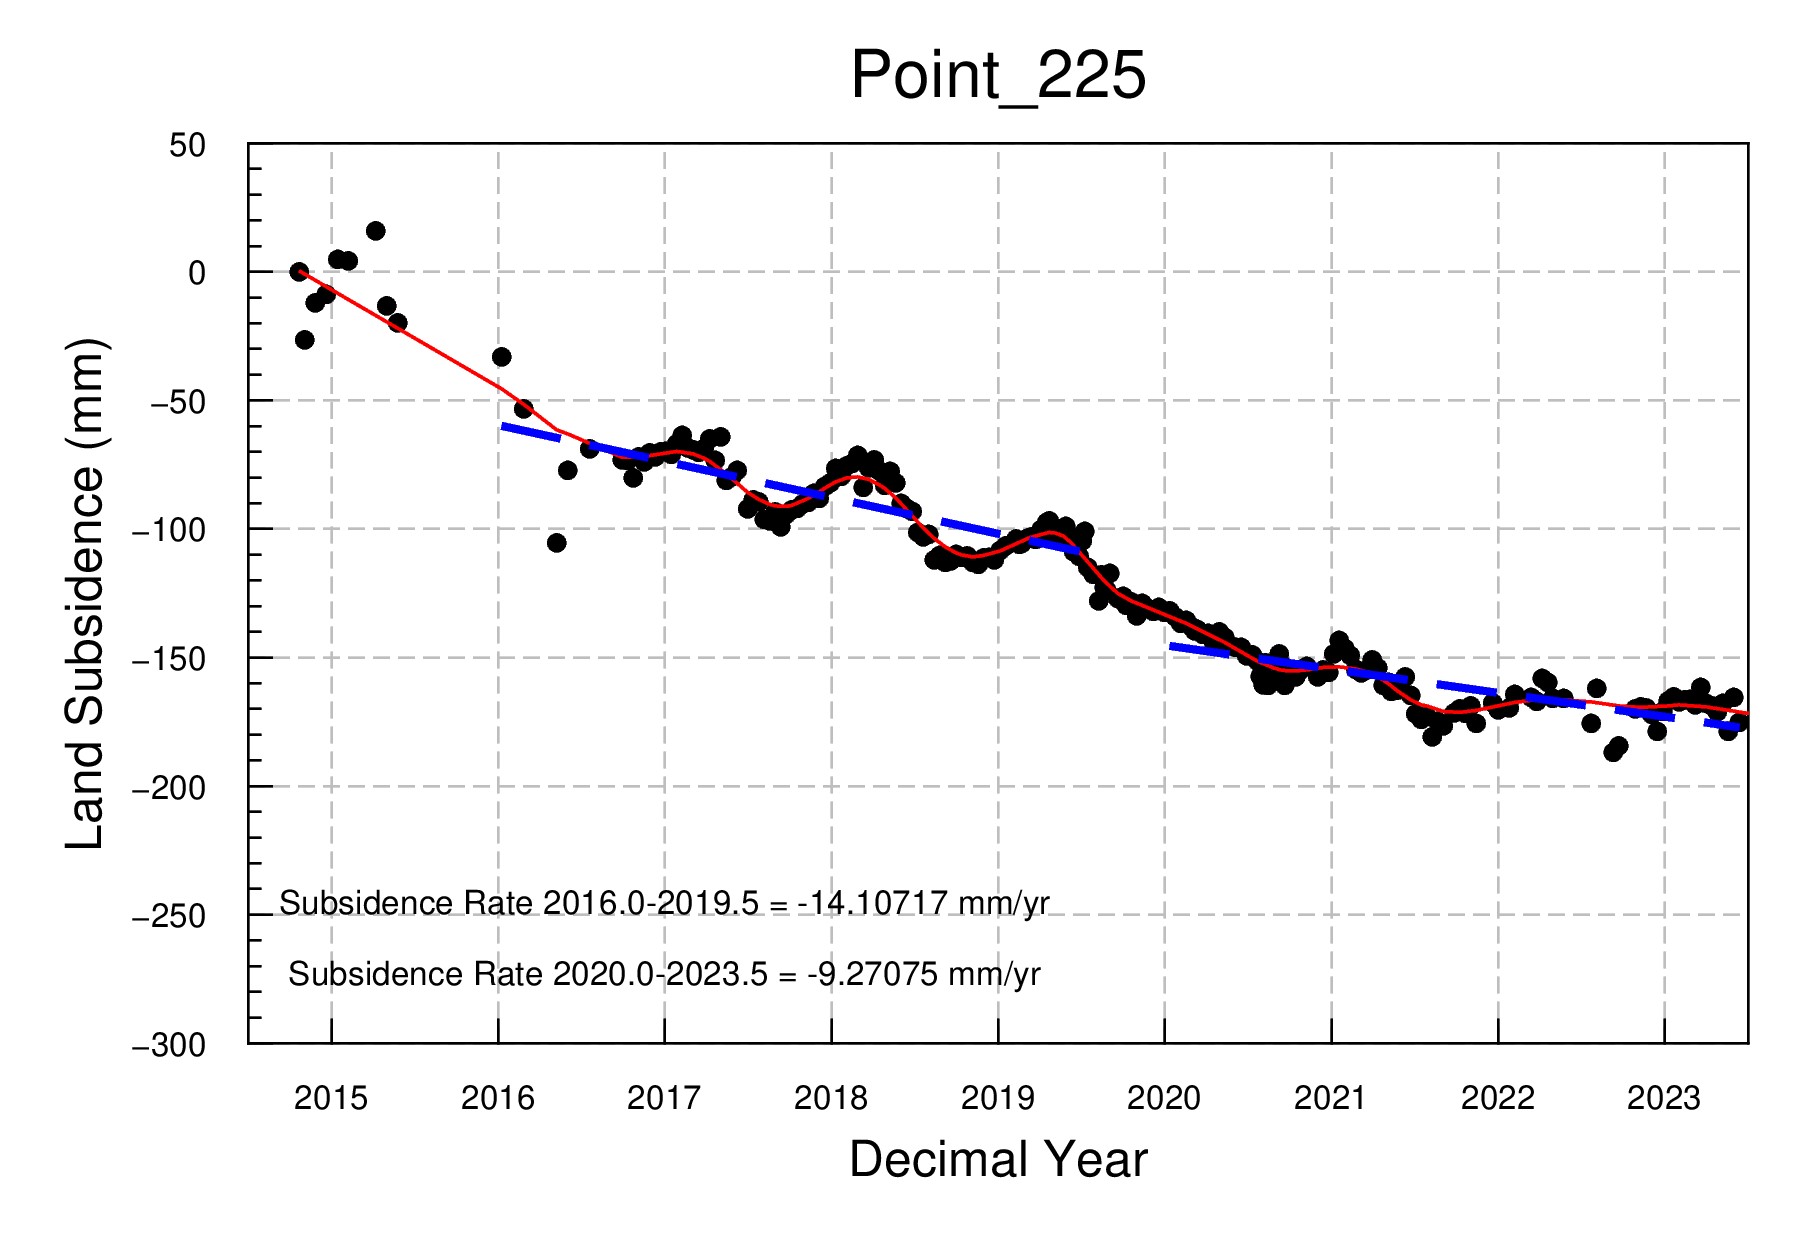 Point_225
50
0
−50
−100
−150
−200
−250
−300
Land Subsidence (mm)
Subsidence Rate 2016.0-2019.5 = -14.10717 mm/yr
Subsidence Rate 2020.0-2023.5 = -9.27075 mm/yr
2015 2016 2017 2018 2019 2020 2021 2022 2023
Decimal Year